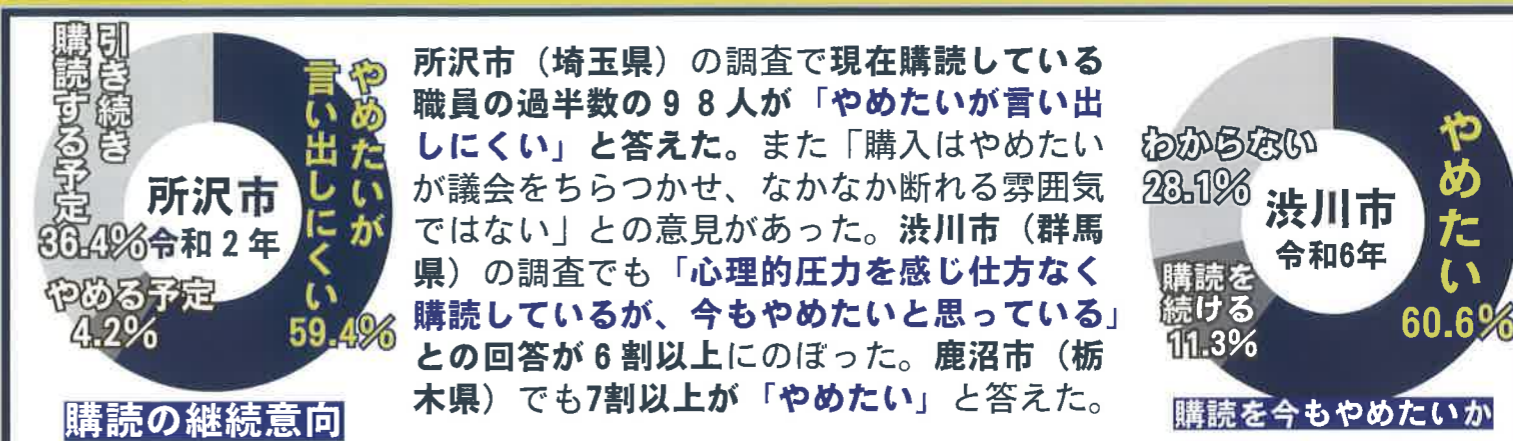 引き続き
購読する予定
36.4%
やめたいが
言い出しにくい
59.4%
所沢市
令和２年
やめる予定
4.2%
購読の継続意向
所沢市（埼玉県）の調査で現在購読している
職員の過半数の９８人が「やめたいが言い出
しにくい」と答えた。また「購入はやめたい
が議会をちらつかせ、なかなか断れる雰囲気
ではない」との意見があった。渋川市（群馬
県）の調査でも「心理的圧力を感じ仕方なく
購読しているが、今もやめたいと思っている」
との回答が６割以上にのぼった。鹿沼市（栃
木県）でも7割以上が「やめたい」と答えた。
わからない
28.1%
やめたい
60.6%
渋川市
令和6年
購読を
続ける
11.3%
購読を今もやめたいか